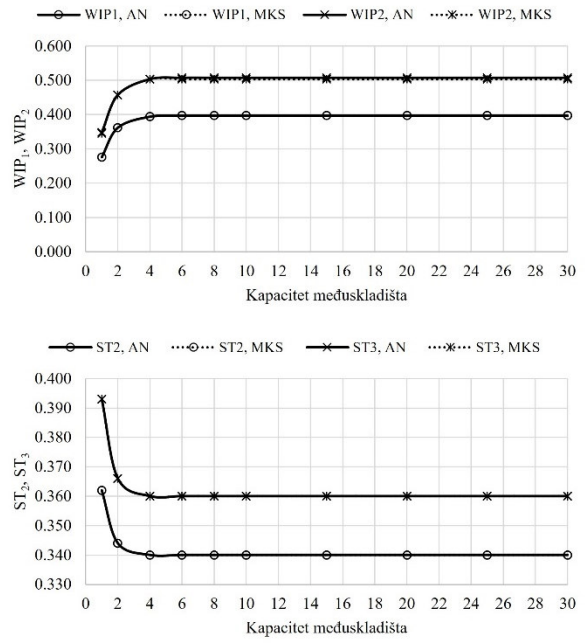 WIP1, AN WIP1, MKS WIP2, AN WIP2, MKS
0.600
0.500
0.400
0.300
0.200
0.100
0.000
WIP1, WIP2
0 2 4 6 8 10 12 14 16 18 20 22 24 26 28 30
Kapacitet međuskladišta
ST2, AN ST2, MKS ST3, AN ST3, MKS
0.400
0.390
0.380
0.370
0.360
0.350
0.340
0.330
ST2, ST3
0 2 4 6 8 10 12 14 16 18 20 22 24 26 28 30
Kapacitet međuskladišta